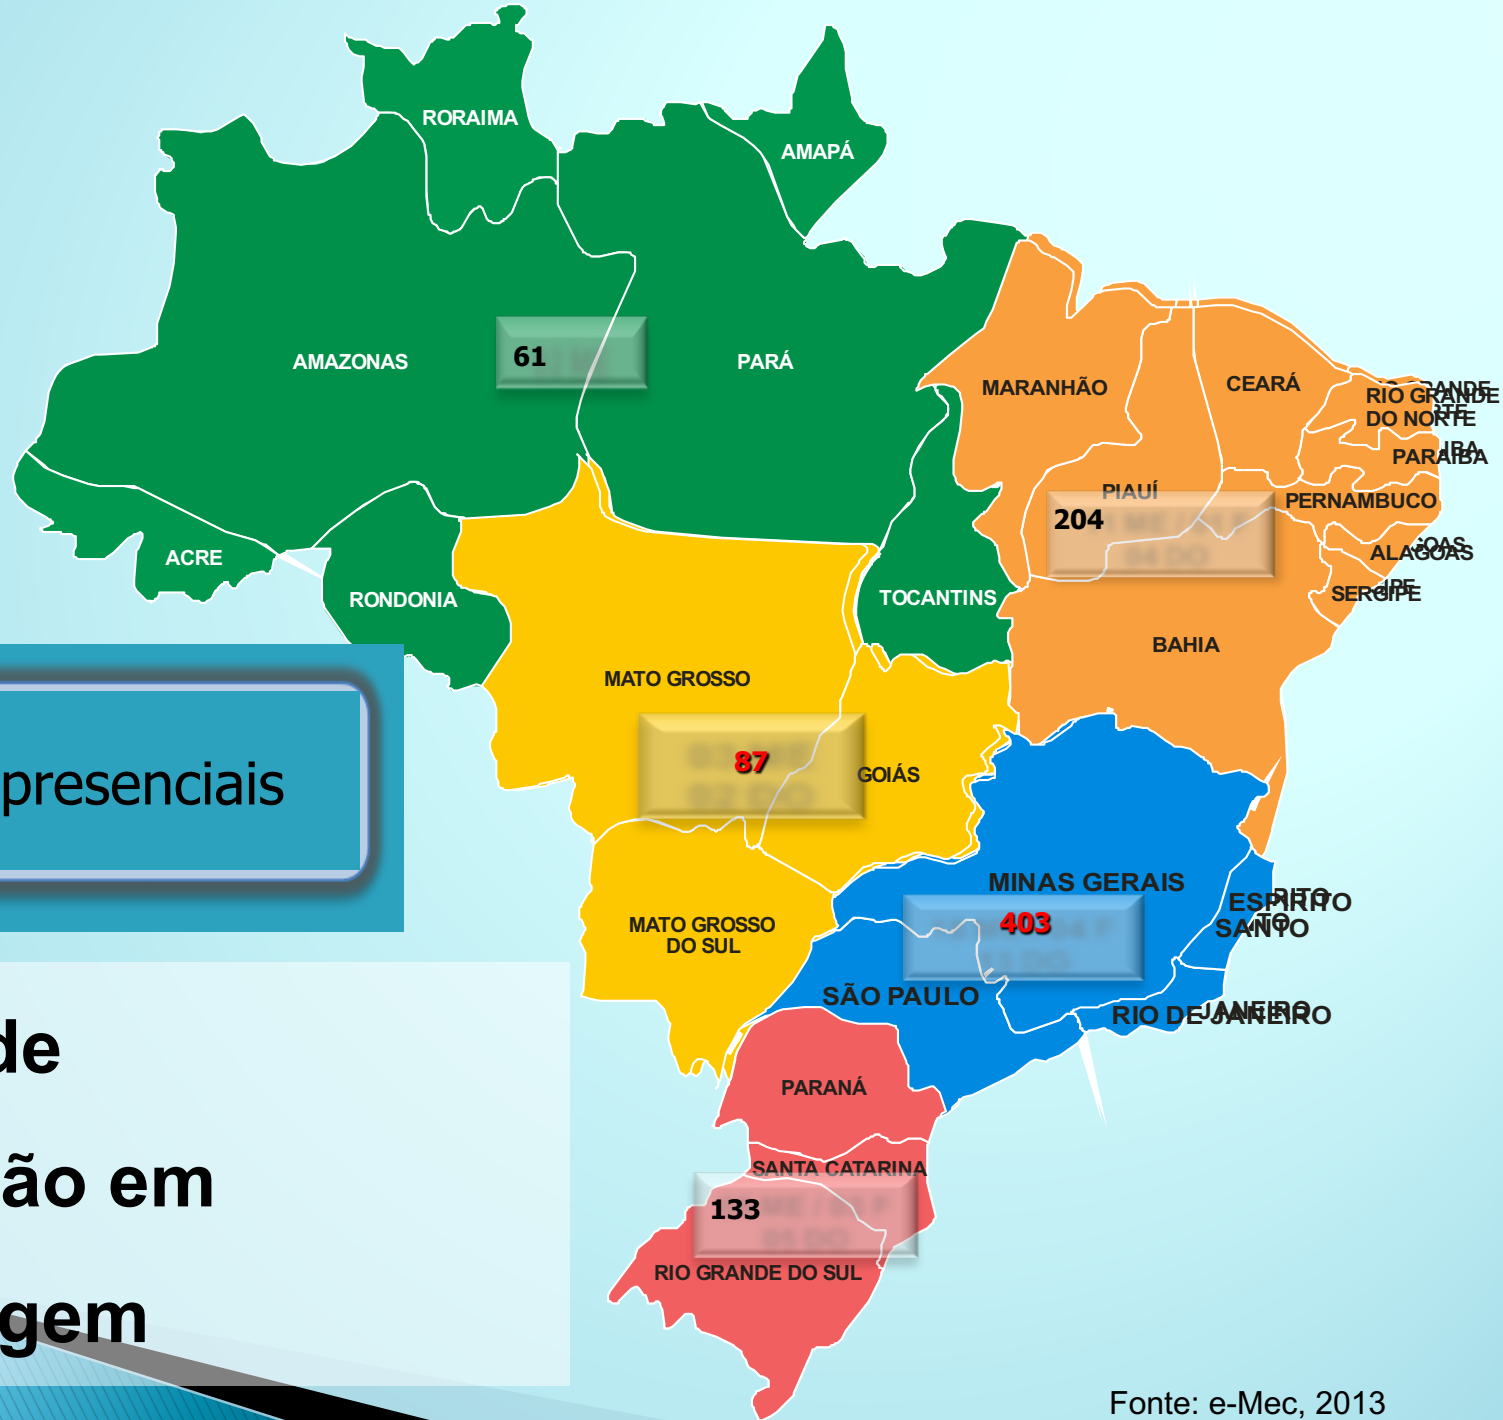 RORAIMA
AMAPÁ
AMAZONAS
61
PARÁ
MARANHÃO
CEARÁ
RIO GRANDE
DO NORTE
PARAÍBA
PIAUÍ
PERNAMBUCO
204
ALAGOAS
ACRE
RONDONIA
TOCANTINS
SERGIPE
BAHIA
MATO GROSSO
87
GOIÁS
presenciais
MINAS GERAIS
403
ESPÍRITO
SANTO
MATO GROSSO
DO SUL
SÃO PAULO
RIO DE JANEIRO
de
ão em
gem
PARANÁ
SANTA CATARINA
133
RIO GRANDE DO SUL
Fonte: e-Mec, 2013